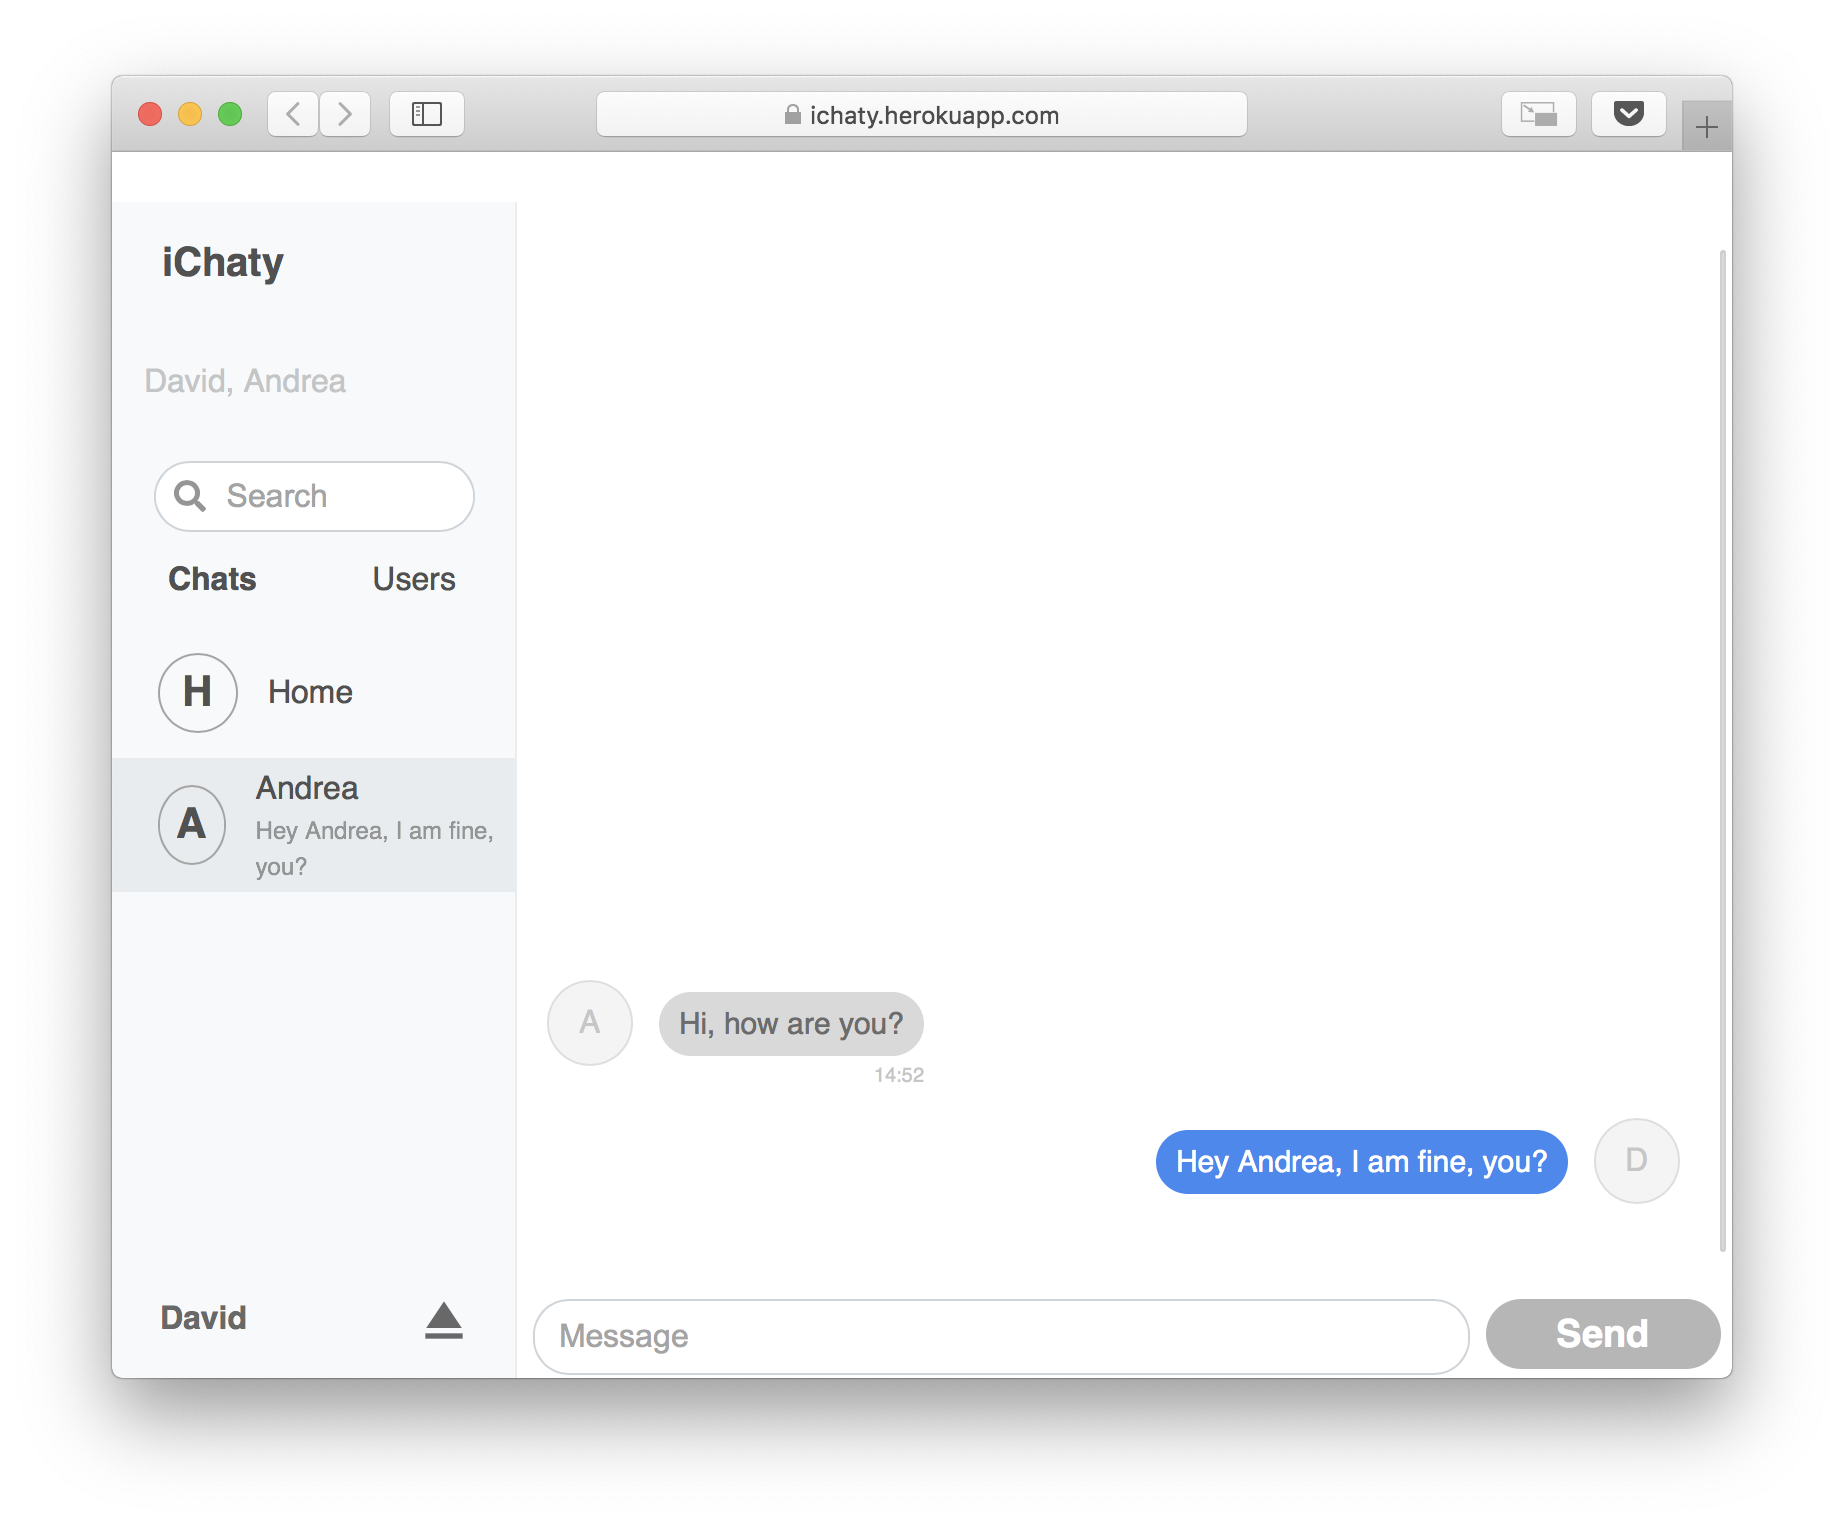 ichaty.herokuapp.com
iChaty
David, Andrea
Search
Chats
Users
H
Home
A
Andrea
Hey Andrea, I am fine,
you?
A
Hi, how are you?
14:52
Hey Andrea, I am fine, you?
D
David
Message
Send